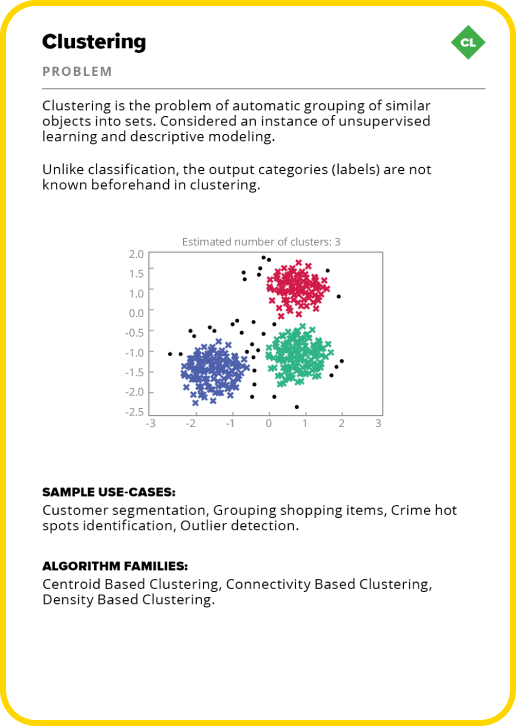 Clustering
CL
PROBLEM
Clustering is the problem of automatic grouping of similar
objects into sets. Considered an instance of unsupervised
learning and descriptive modeling.
Unlike classification, the output categories (labels) are not
known beforehand in clustering.
Estimated number of clusters: 3
2.0
1.5
1.0
0.0
-0.5
-1.0
-1.5
-2.0
-2.5
-3 -2 -1 0 1 2 3
SAMPLE USE-CASES:
Customer segmentation, Grouping shopping items, Crime hot
spots identification, Outlier detection.
ALGORITHM FAMILIES:
Centroid Based Clustering, Connectivity Based Clustering,
Density Based Clustering.